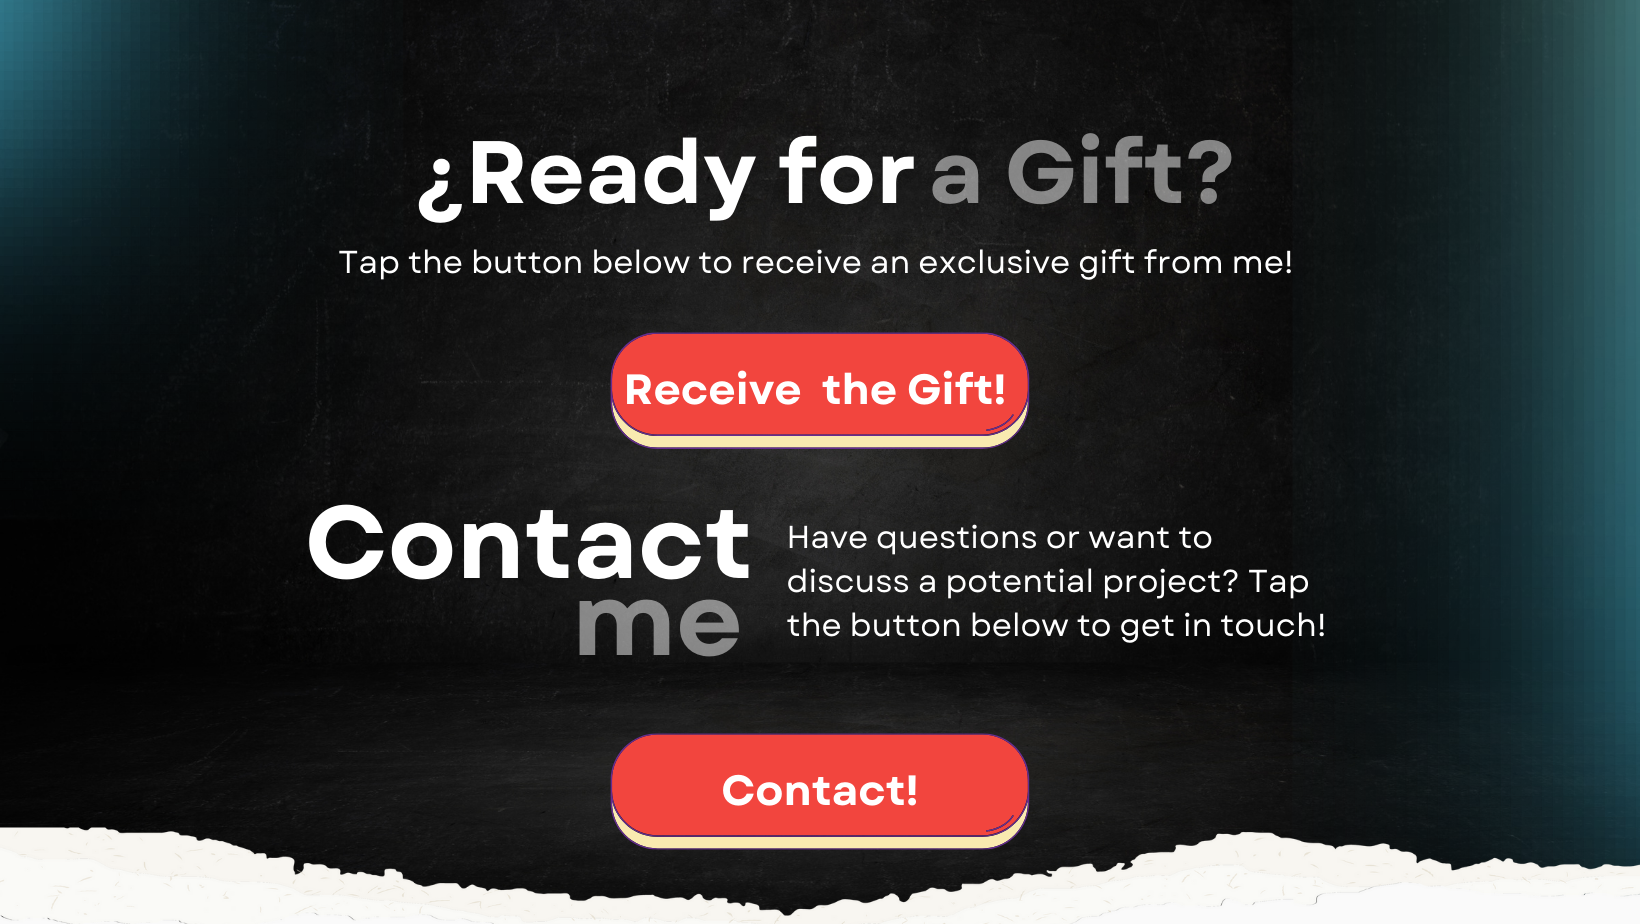 ¿Ready for a Gift?
Tap the button below to receive an exclusive gift from me!
Receive the Gift!
Contact
me
Have questions or want to
discuss a potential project? Tap
the button below to get in touch!
Contact!